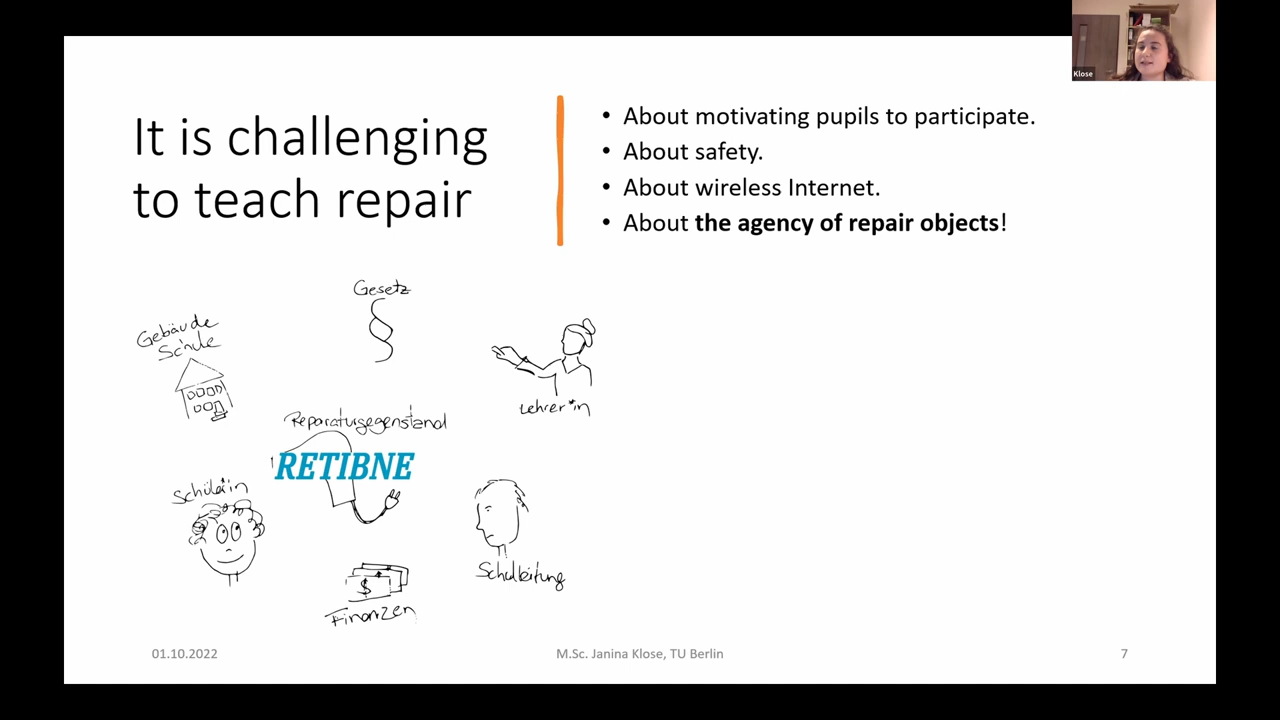 Klose
It is challenging
to teach repair
• About motivating pupils to participate.
• About safety.
• About wireless Internet.
• About the agency of repair objects!
Gesetz
§
Gebäude
Schule
Lehrer*in
Reparaturgegenstand
RETIBNE
Schüler*in
Schulleitung
$
Finanzen
01.10.2022
M.Sc. Janina Klose, TU Berlin
7